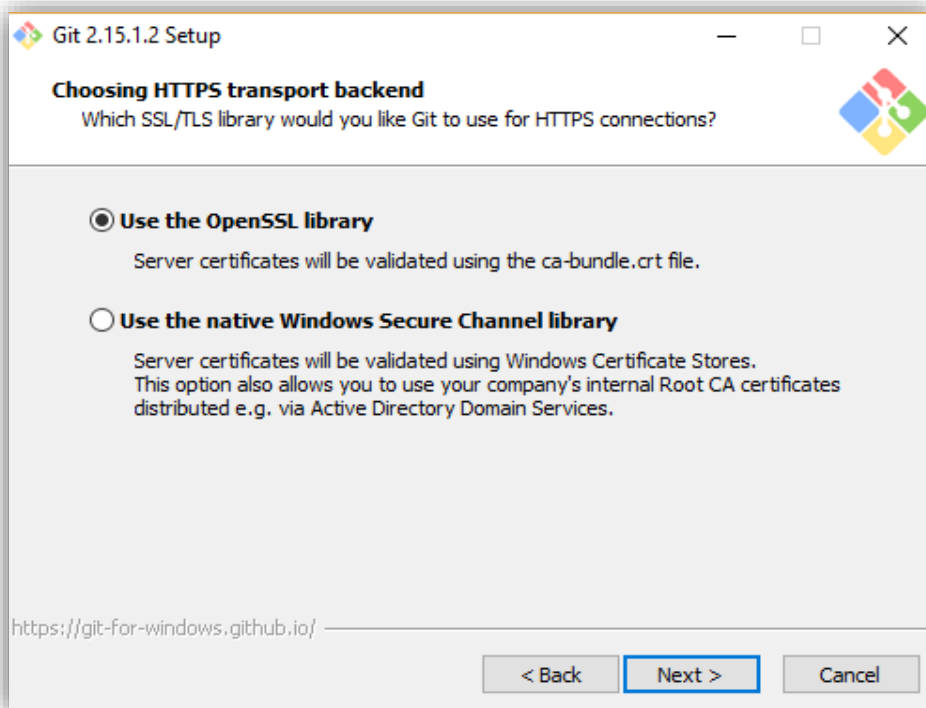 Git 2.15.1.2 Setup
Choosing HTTPS transport backend
Which SSL/TLS library would you like Git to use for HTTPS connections?
Use the OpenSSL library
Server certificates will be validated using the ca-bundle.crt file.
Use the native Windows Secure Channel library
Server certificates will be validated using Windows Certificate Stores.
This option also allows you to use your company's internal Root CA certificates
distributed e.g. via Active Directory Domain Services.
https://git-for-windows.github.io/
< Back Next > Cancel